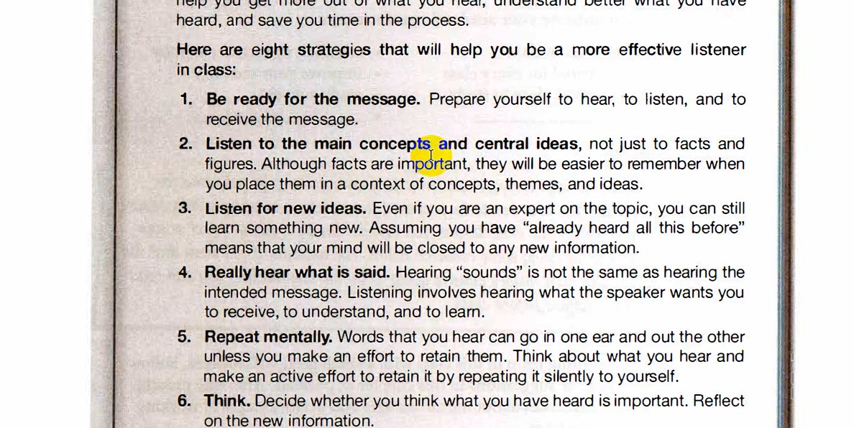 help you get more out of what you hear, understand better what you have
heard, and save you time in the process.
Here are eight strategies that will help you be a more effective listener
in class:
1. Be ready for the message. Prepare yourself to hear, to listen, and to
receive the message.
2. Listen to the main concepts and central ideas, not just to facts and
figures. Although facts are important, they will be easier to remember when
you place them in a context of concepts, themes, and ideas.
3. Listen for new ideas. Even if you are an expert on the topic, you can still
learn something new. Assuming you have “already heard all this before”
means that your mind will be closed to any new information.
4. Really hear what is said. Hearing “sounds” is not the same as hearing the
intended message. Listening involves hearing what the speaker wants you
to receive, to understand, and to learn.
5. Repeat mentally. Words that you hear can go in one ear and out the other
unless you make an effort to retain them. Think about what you hear and
make an active effort to retain it by repeating it silently to yourself.
6. Think. Decide whether you think what you have heard is important. Reflect
on the new information.